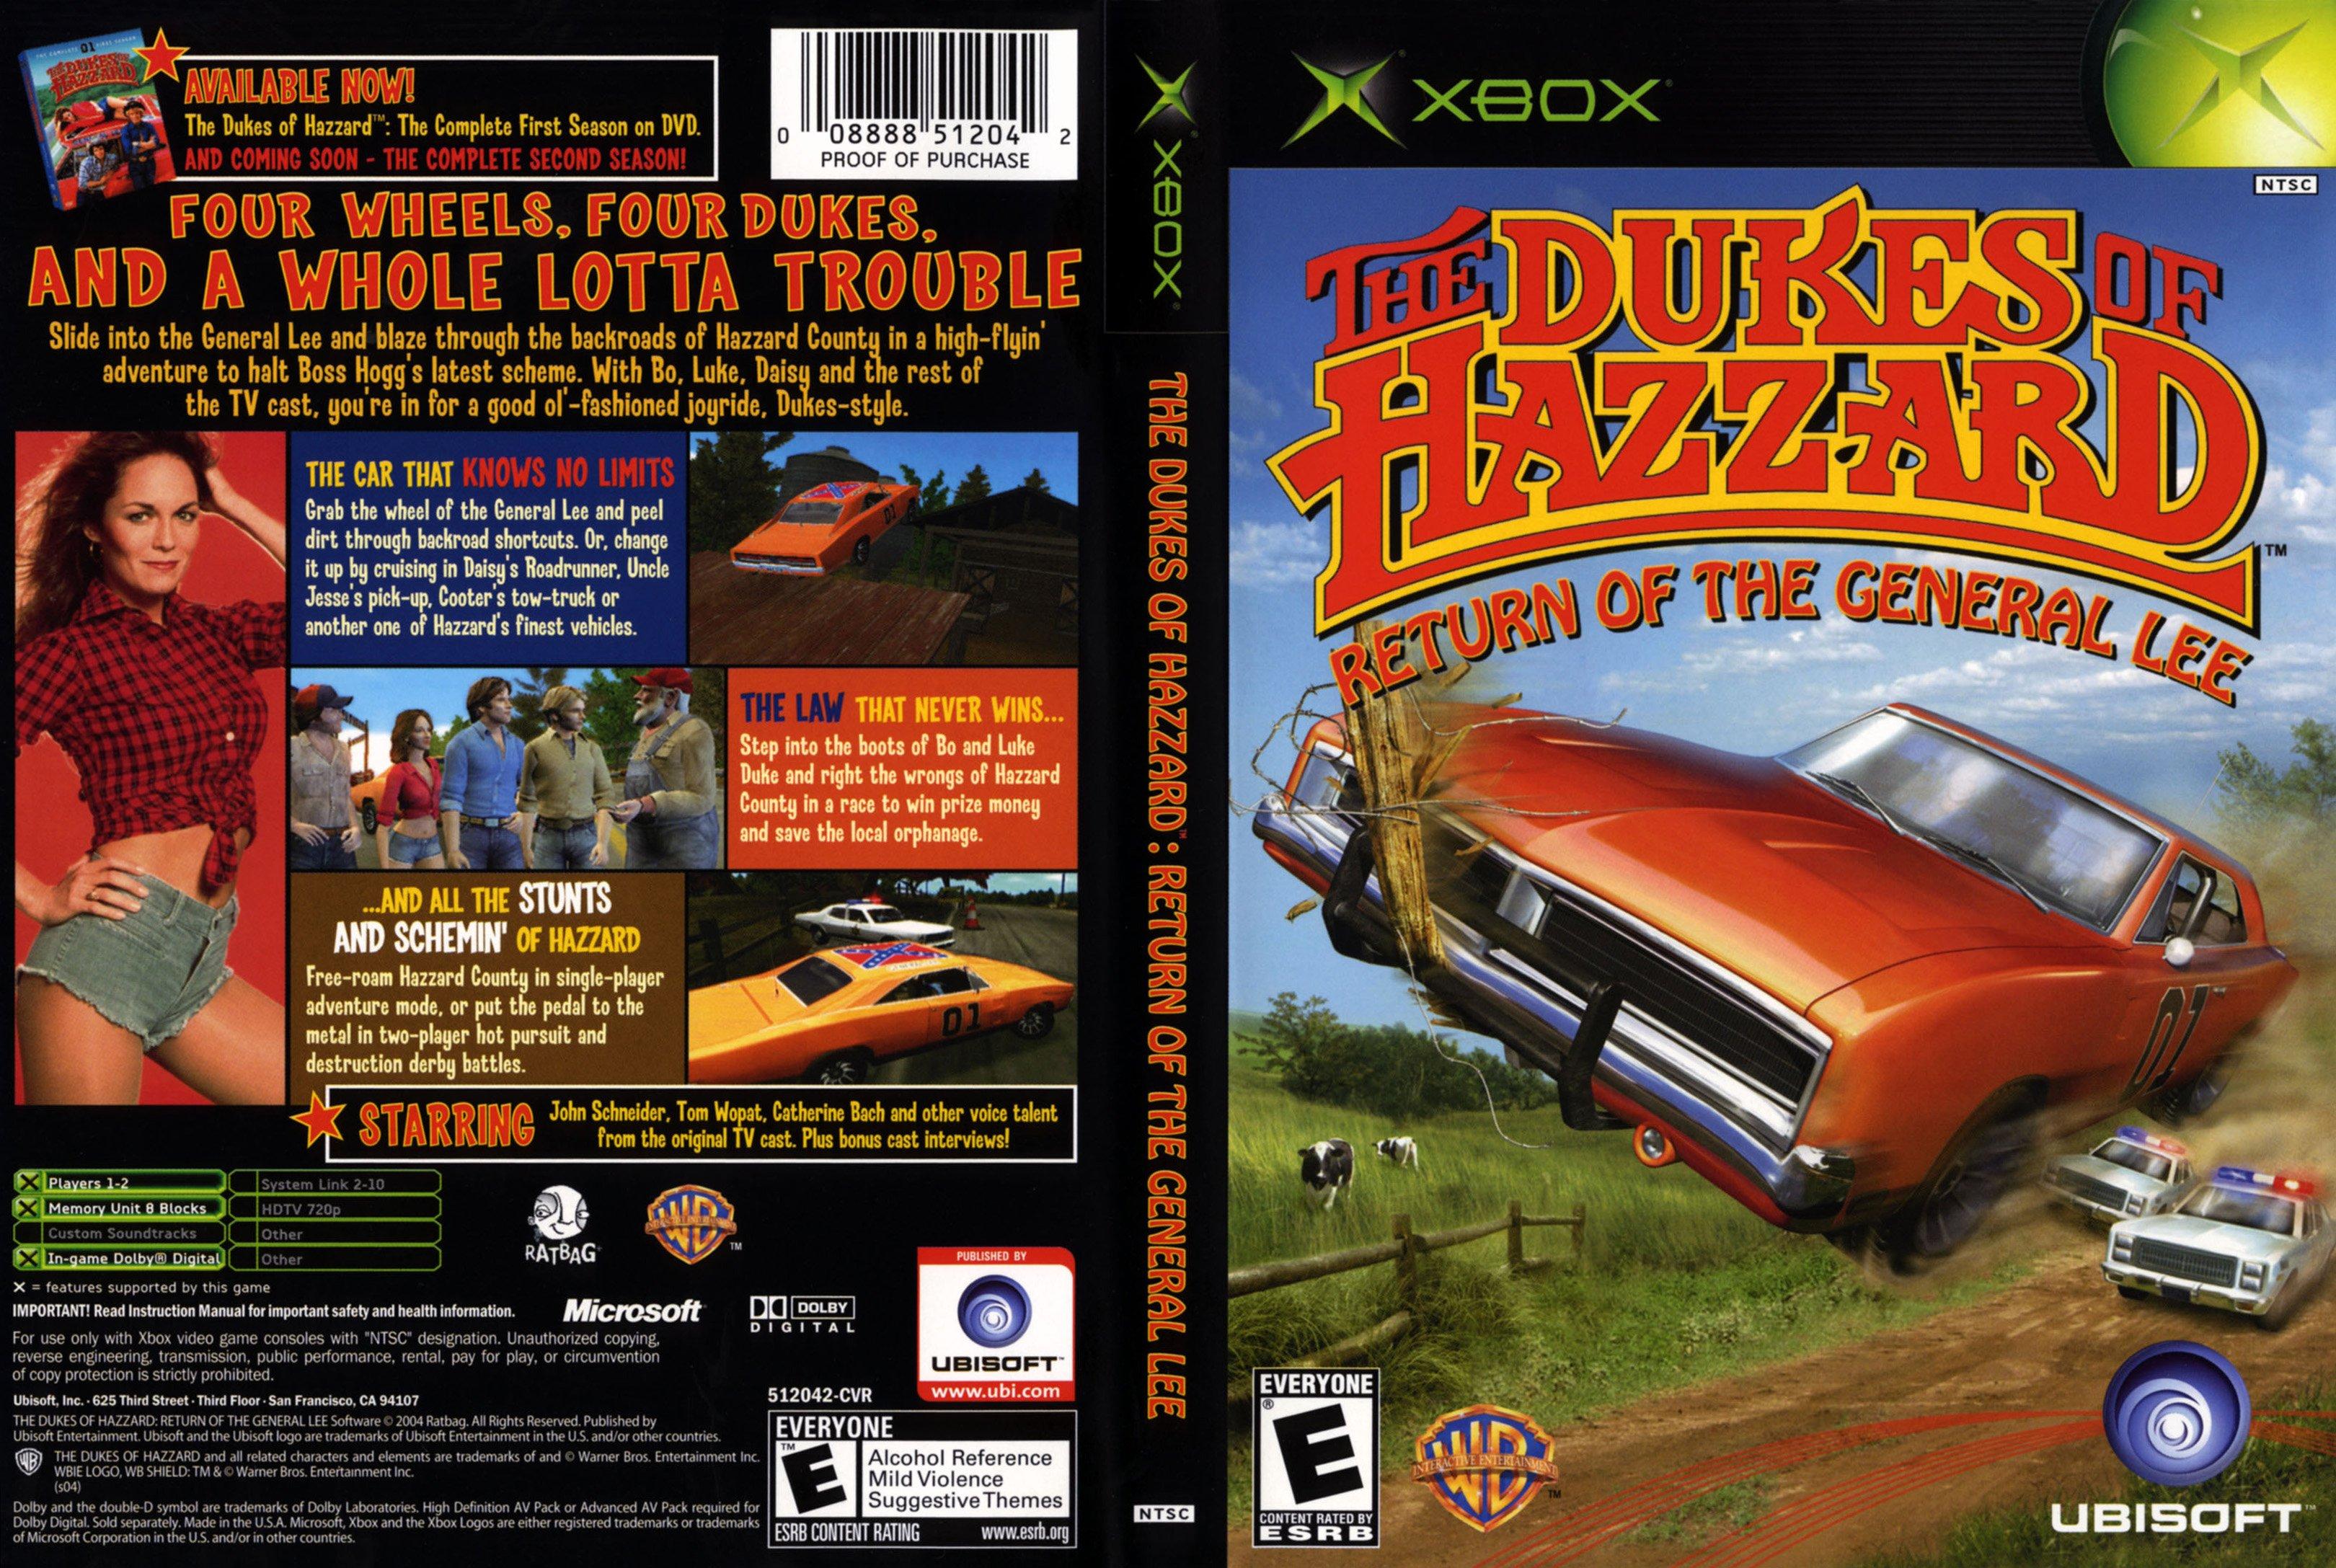 THE COMPLETE 01 FIRST SEASON
THE DUKES OF
HAZZARD
AVAILABLE NOW!
The Dukes of Hazzard™: The Complete First Season on DVD.
AND COMING SOON - THE COMPLETE SECOND SEASON!
0 08888 51204 2
PROOF OF PURCHASE
FOUR WHEELS, FOUR DUKES,
AND A WHOLE LOTTA TROUBLE
Slide into the General Lee and blaze through the backroads of Hazzard County in a high-flyin'
adventure to halt Boss Hogg's latest scheme. With Bo, Luke, Daisy and the rest of
the TV cast, you're in for a good ol'-fashioned joyride, Dukes-style.
THE CAR THAT KNOWS NO LIMITS
Grab the wheel of the General Lee and peel
dirt through backroad shortcuts. Or, change
it up by cruising in Daisy's Roadrunner, Uncle
Jesse's pick-up, Cooter's tow-truck or
another one of Hazzard's finest vehicles.
01
THE LAW THAT NEVER WINS...
Step into the boots of Bo and Luke
Duke and right the wrongs of Hazzard
County in a race to win prize money
and save the local orphanage.
...AND ALL THE STUNTS
AND SCHEMIN' OF HAZZARD
Free-roam Hazzard County in single-player
adventure mode, or put the pedal to the
metal in two-player hot pursuit and
destruction derby battles.
01
STARRING
John Schneider, Tom Wopat, Catherine Bach and other voice talent
from the original TV cast. Plus bonus cast interviews!
Players 1-2
System Link 2-10
Memory Unit 8 Blocks
HDTV 720p
Custom Soundtracks
Other
In-game Dolby® Digital
Other
X = features supported by this game
RATBAG
WB
TM
IMPORTANT! Read Instruction Manual for important safety and health information.
Microsoft
DOLBY
DIGITAL
PUBLISHED BY
UBISOFT™
www.ubi.com
For use only with Xbox video game consoles with "NTSC" designation. Unauthorized copying,
reverse engineering, transmission, public performance, rental, pay for play, or circumvention
of copy protection is strictly prohibited.
Ubisoft, Inc. · 625 Third Street · Third Floor · San Francisco, CA 94107
THE DUKES OF HAZZARD: RETURN OF THE GENERAL LEE Software © 2004 Ratbag. All Rights Reserved. Published by
Ubisoft Entertainment. Ubisoft and the Ubisoft logo are trademarks of Ubisoft Entertainment in the U.S. and/or other countries.
WB
THE DUKES OF HAZZARD and all related characters and elements are trademarks of and © Warner Bros. Entertainment Inc.
WBIE LOGO, WB SHIELD: TM & © Warner Bros. Entertainment Inc.
(s04)
Dolby and the double-D symbol are trademarks of Dolby Laboratories. High Definition AV Pack or Advanced AV Pack required for
Dolby Digital. Sold separately. Made in the U.S.A. Microsoft, Xbox and the Xbox Logos are either registered trademarks or trademarks
of Microsoft Corporation in the U.S. and/or in other countries.
512042-CVR
EVERYONE
E
™
Alcohol Reference
Mild Violence
Suggestive Themes
ESRB CONTENT RATING www.esrb.org
XBOX®
THE DUKES OF HAZZARD™: RETURN OF THE GENERAL LEE
NTSC
XBOX®
NTSC
THE DUKES OF
HAZZARD™
RETURN OF THE GENERAL LEE
01
EVERYONE
®
E
CONTENT RATED BY
ESRB
WB
INTERACTIVE ENTERTAINMENT
TM
UBISOFT™